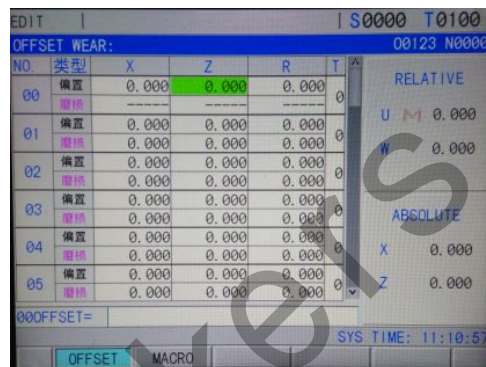 EDIT | | S0000 T0100
OFFSET WEAR: O0123 N0000
NO. 类型 X Z R T
00 偏置 0.000 0.000 0.000 0
磨损 ----- ----- -----
01 偏置 0.000 0.000 0.000 0
磨损 0.000 0.000 0.000
02 偏置 0.000 0.000 0.000 0
磨损 0.000 0.000 0.000
03 偏置 0.000 0.000 0.000 0
磨损 0.000 0.000 0.000
04 偏置 0.000 0.000 0.000 0
磨损 0.000 0.000 0.000
05 偏置 0.000 0.000 0.000 0
磨损 0.000 0.000 0.000
RELATIVE
U 0.000
W 0.000
ABSOLUTE
X 0.000
Z 0.000
00OFFSET=
SYS TIME: 11:10:57
OFFSET MACRO
kers